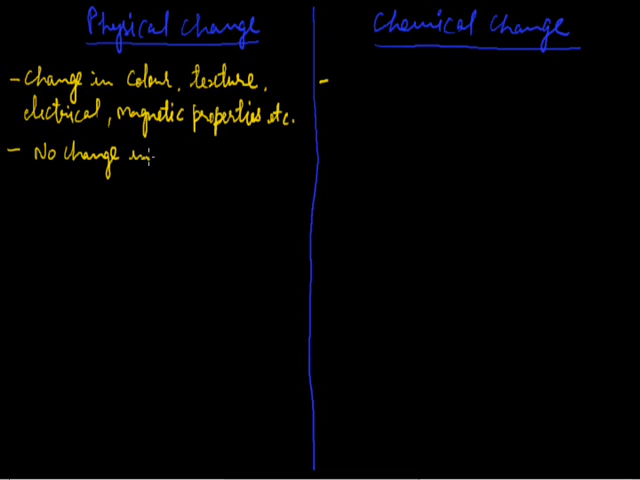 Physical Change
Chemical Change
- Change in Colour, texture,
electrical, Magnetic properties etc.
-
- No change in